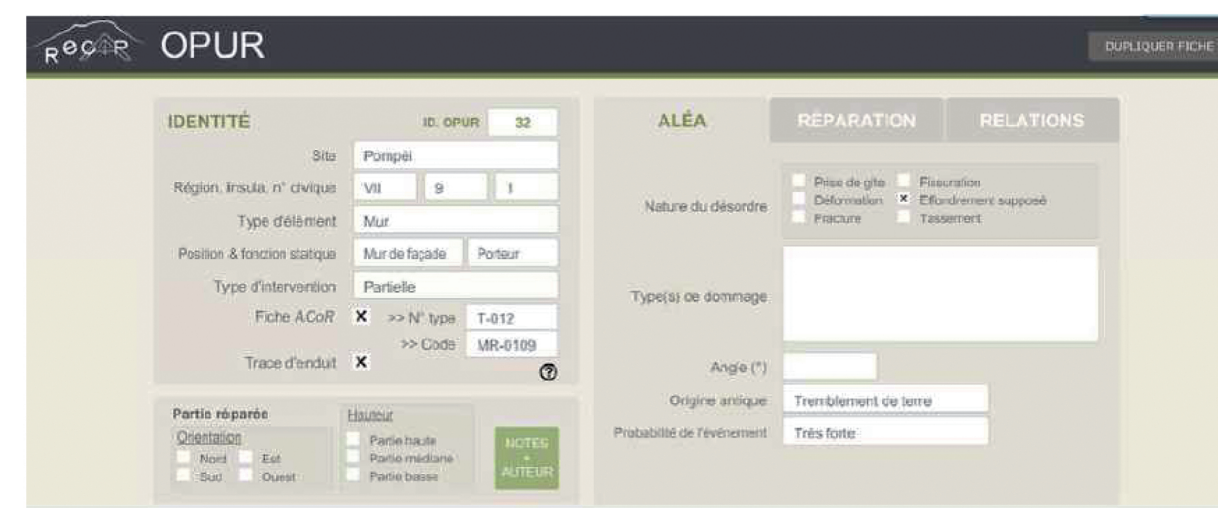 RECAP OPUR
DUPLIQUER FICHE
IDENTITÉ
ID. OPUR 32
Site Pompéi
Région, insula, n° civique VII 9 1
Type d'élément Mur
Position & fonction statique Mur de façade Porteur
Type d'intervention Partielle
Fiche ACoR X >> N° type T-012
>> Code MR-0109
Trace d'enduit X
?
Partie réparée
Orientation
Nord Est
Sud Ouest
Hauteur
Partie haute
Partie médiane
Partie basse
NOTES
+
AUTEUR
ALÉA RÉPARATION RELATIONS
Nature du désordre
Prise de gite Fissuration
Déformation X Effondrement supposé
Fracture Tassement
Type(s) de dommage
Angle (°)
Origine antique Tremblement de terre
Probabilité de l'événement Très forte